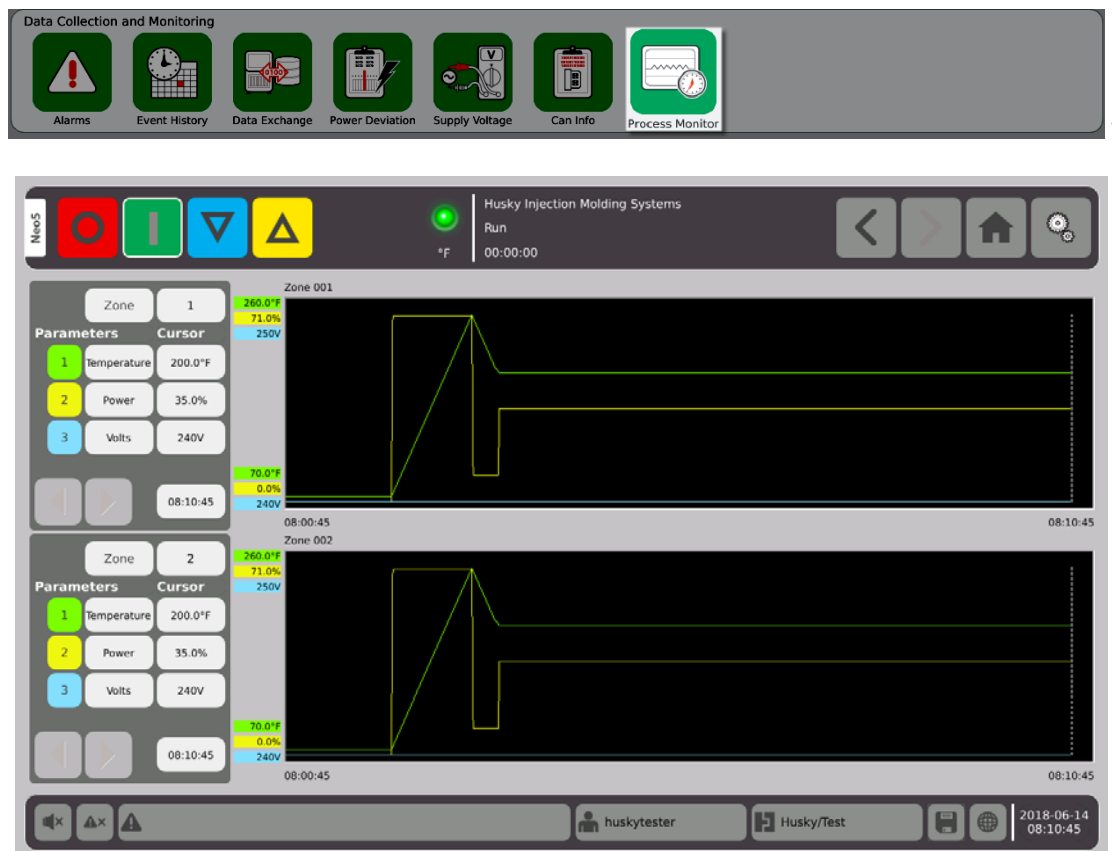 Data Collection and Monitoring
Alarms
Event History
Data Exchange
Power Deviation
Supply Voltage
Can Info
Process Monitor
0100
V
Neo5
°F
Husky Injection Molding Systems
Run
00:00:00
Zone 1
Parameters Cursor
1 Temperature 200.0°F
2 Power 35.0%
3 Volts 240V
08:10:45
Zone 001
260.0°F
71.0%
250V
70.0°F
0.0%
240V
08:00:45 08:10:45
Zone 2
Parameters Cursor
1 Temperature 200.0°F
2 Power 35.0%
3 Volts 240V
08:10:45
Zone 002
260.0°F
71.0%
250V
70.0°F
0.0%
240V
08:00:45 08:10:45
huskytester
Husky/Test
2018-06-14
08:10:45